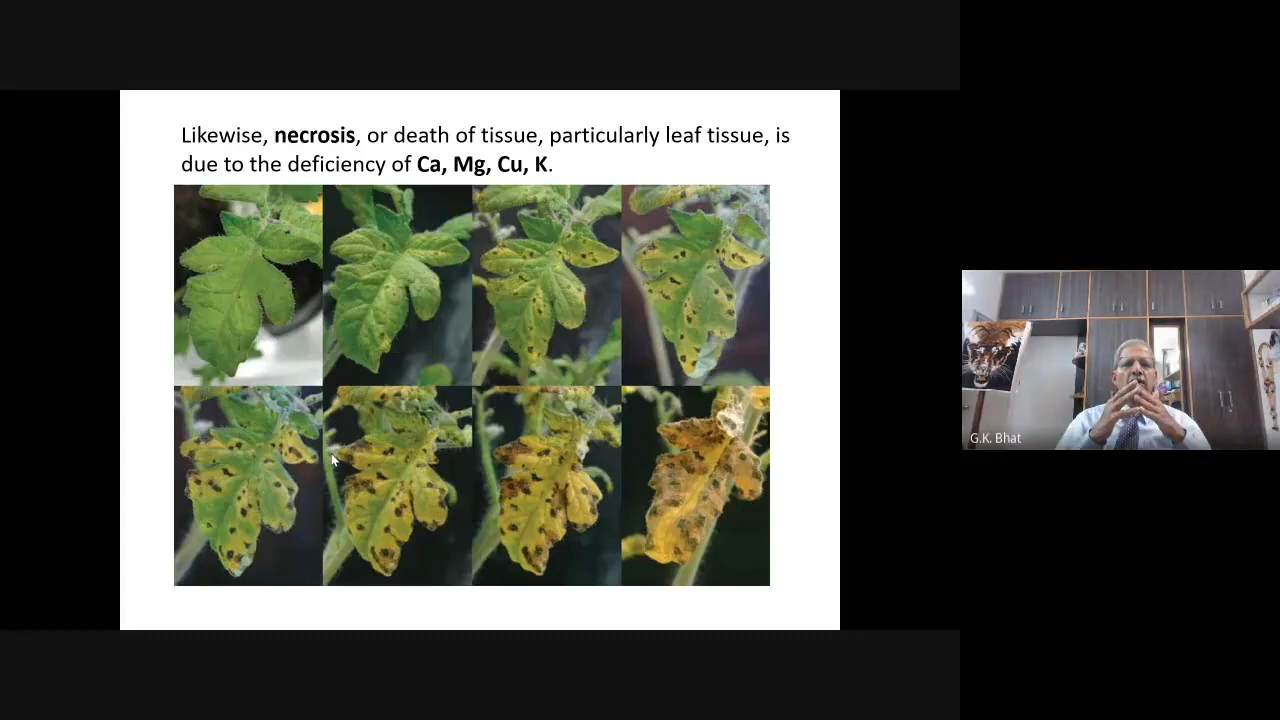 Likewise, necrosis, or death of tissue, particularly leaf tissue, is
due to the deficiency of Ca, Mg, Cu, K.
G.K. Bhat